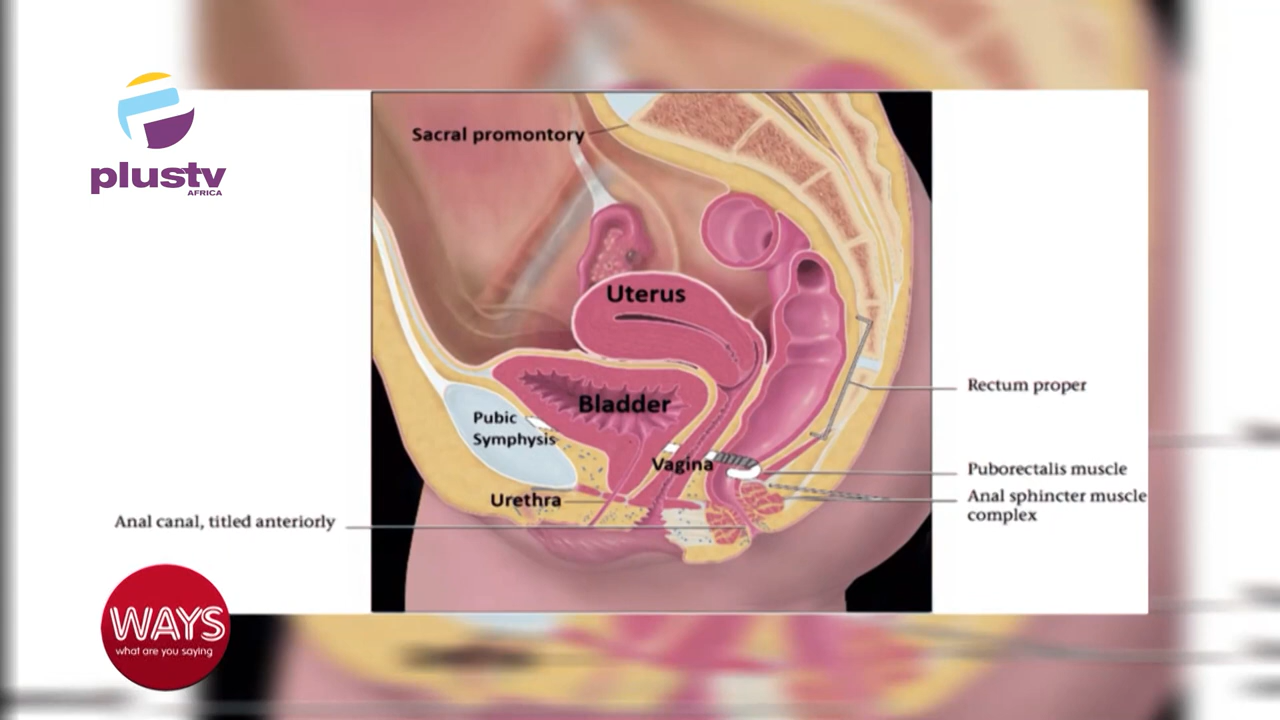 plustv
AFRICA
Sacral promontory
Uterus
Bladder
Rectum proper
Pubic
Symphysis
Vagina
Puborectalis muscle
Urethra
Anal sphincter muscle
complex
Anal canal, titled anteriorly
WAYS
what are you saying